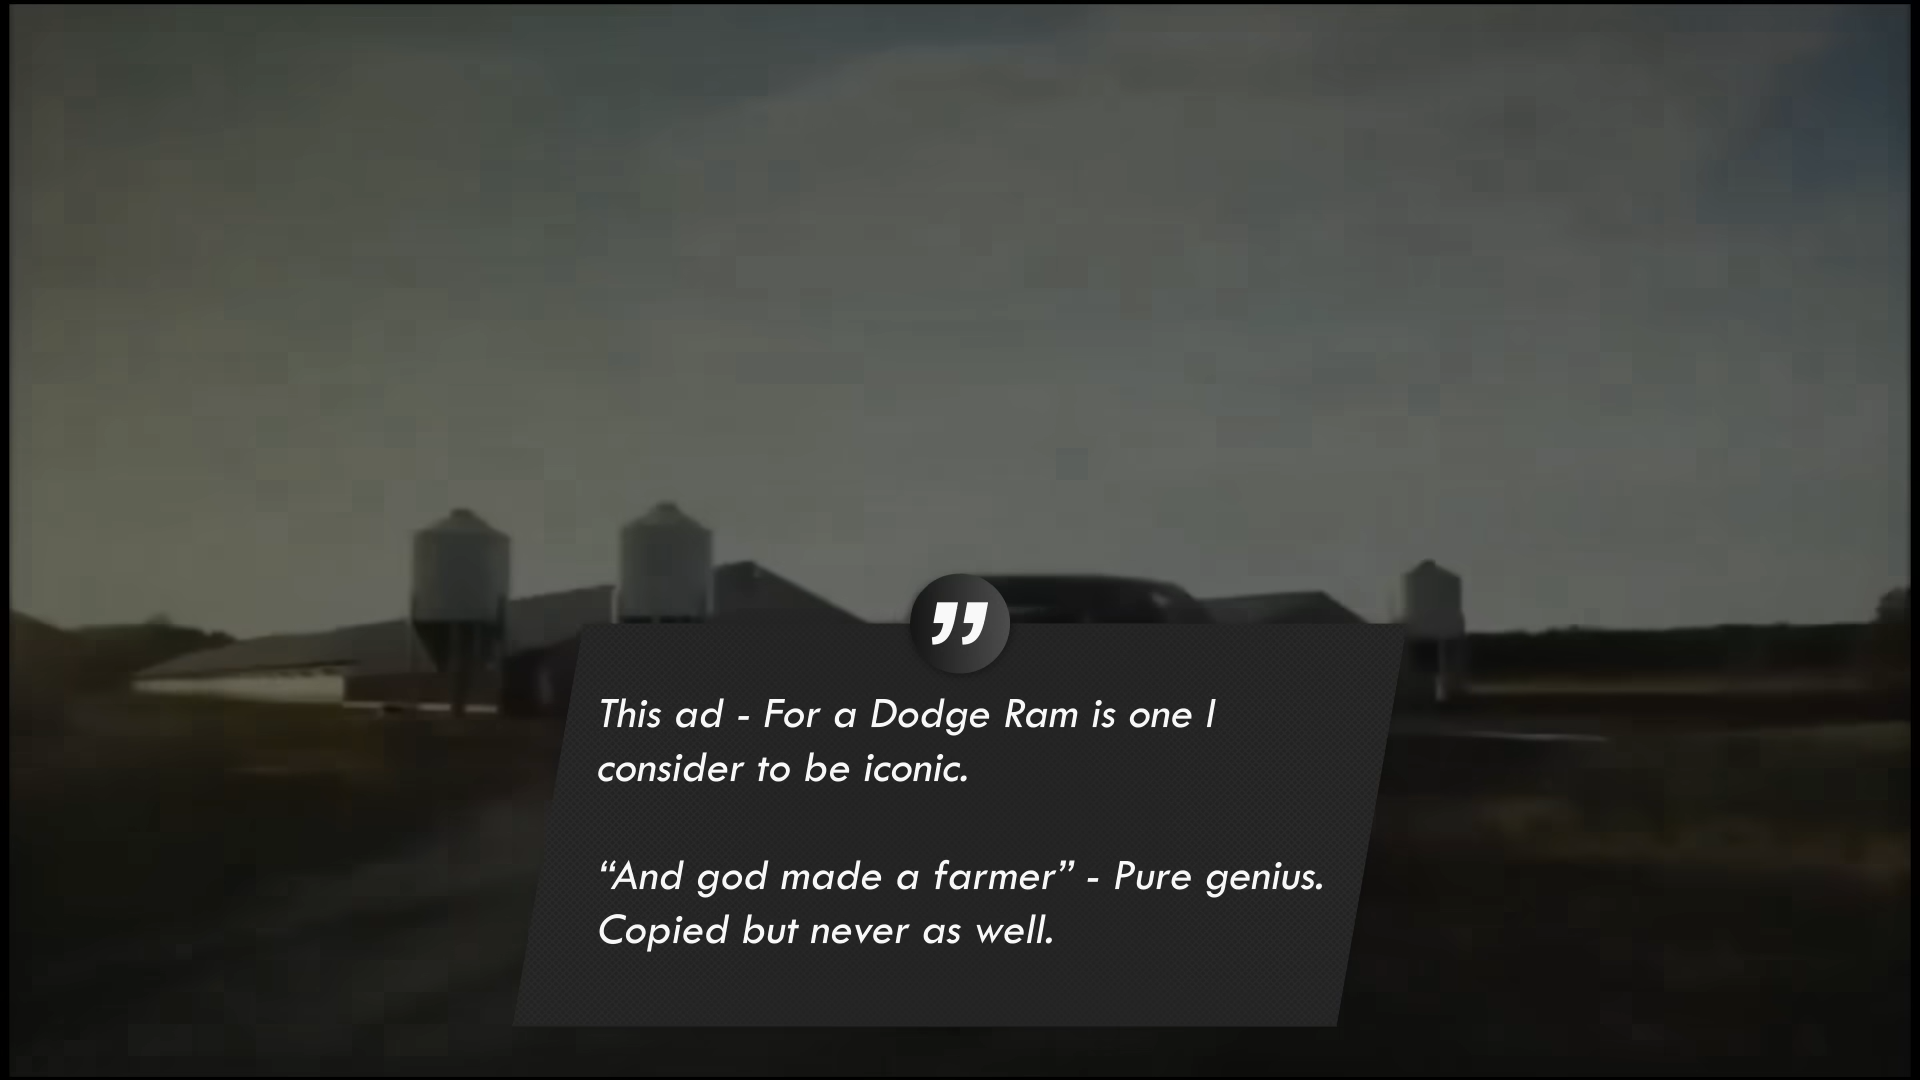 ”
This ad - For a Dodge Ram is one I
consider to be iconic.
“And god made a farmer” - Pure genius.
Copied but never as well.